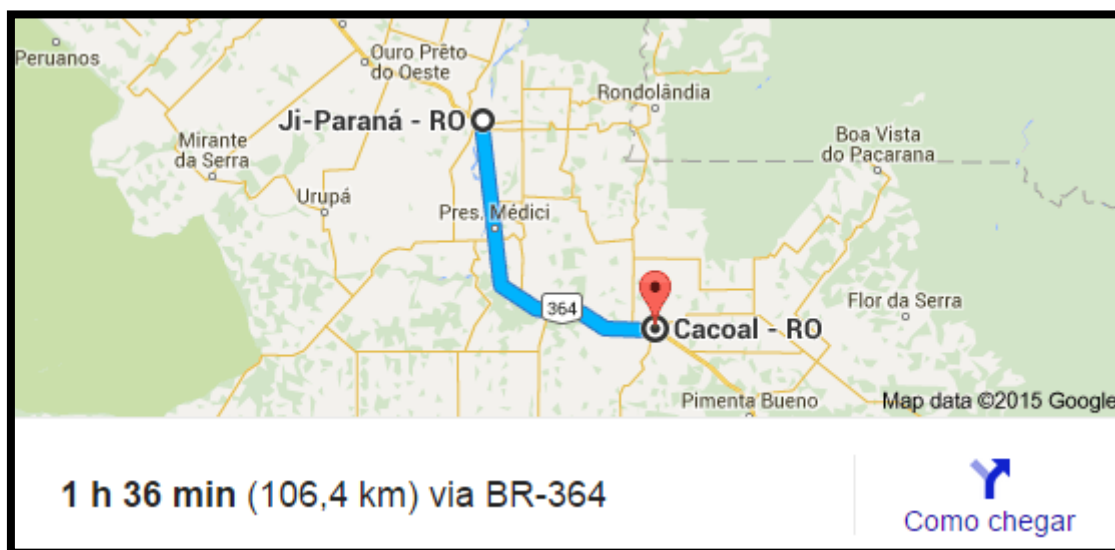 Peruanos
Ouro Prêto
do Oeste
Rondolândia
Ji-Paraná - RO
Mirante
da Serra
Boa Vista
do Pacarana
Urupá
Pres. Médici
364
Flor da Serra
Cacoal - RO
Pimenta Bueno
Map data ©2015 Google
1 h 36 min (106,4 km) via BR-364
Como chegar